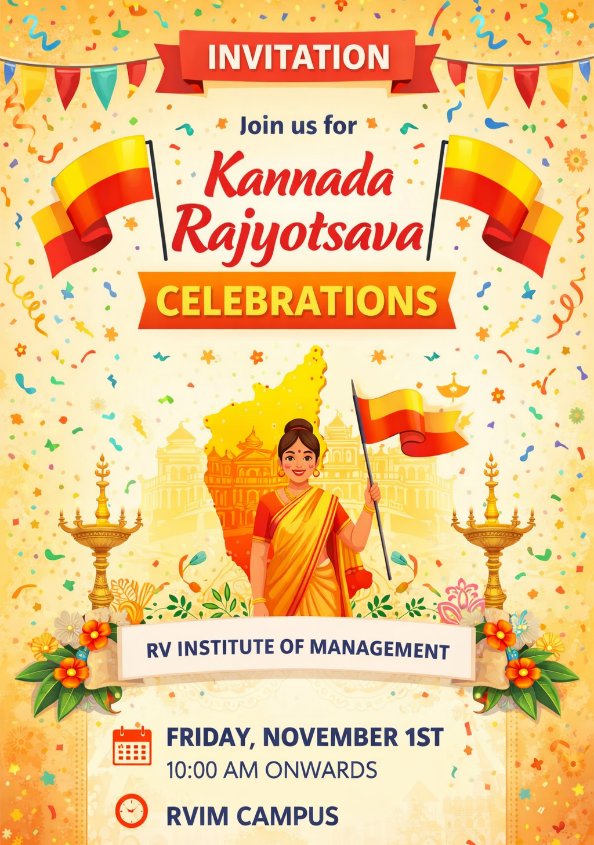 INVITATION
Join us for
Kannada
Rajyotsava
CELEBRATIONS
RV INSTITUTE OF MANAGEMENT
FRIDAY, NOVEMBER 1ST
10:00 AM ONWARDS
RVIM CAMPUS